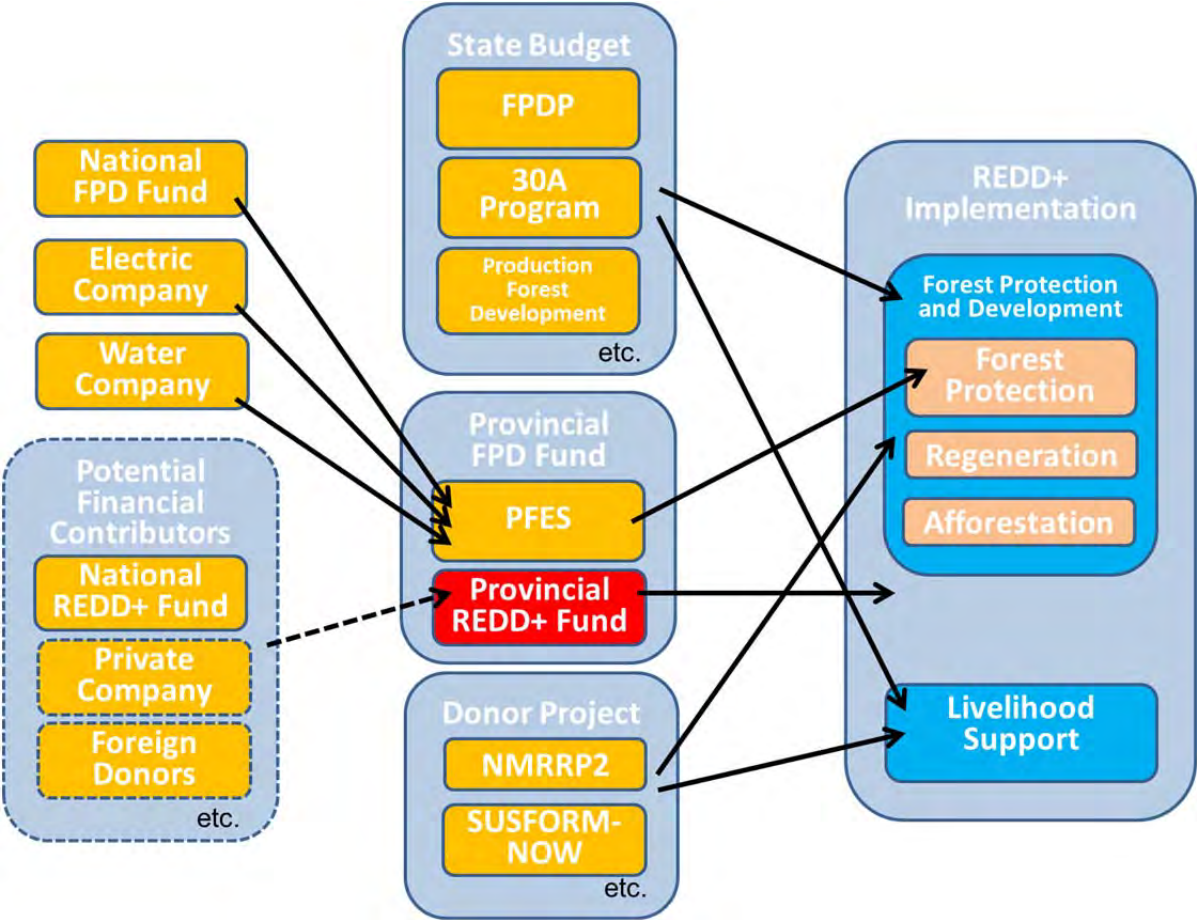 State Budget
FPDP
30A
Program
Production
Forest
Development
etc.
National
FPD Fund
Electric
Company
Water
Company
Potential
Financial
Contributors
National
REDD+ Fund
Private
Company
Foreign
Donors
etc.
Provincial
FPD Fund
PFES
Provincial
REDD+ Fund
Donor Project
NMRRP2
SUSFORM-
NOW
etc.
REDD+
Implementation
Forest Protection
and Development
Forest
Protection
Regeneration
Afforestation
Livelihood
Support